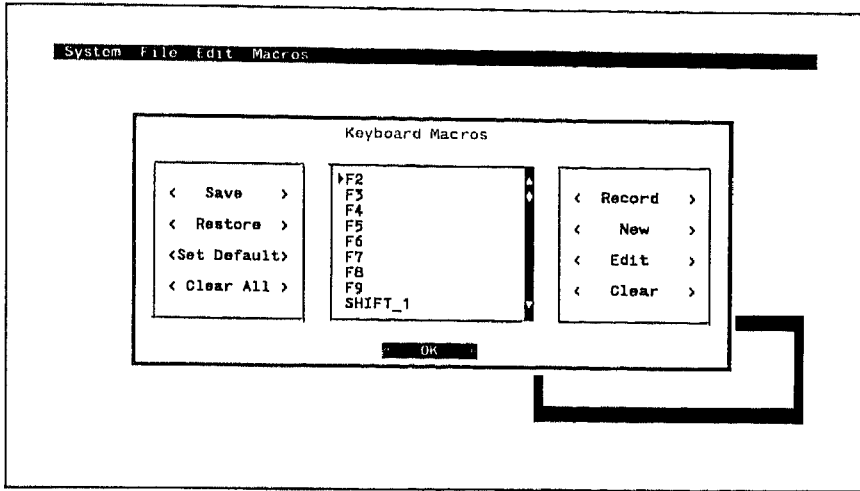 System File Edit Macros
Keyboard Macros
< Save >
< Restore >
<Set Default>
< Clear All >
F2
F3
F4
F5
F6
F7
F8
F9
SHIFT_1
< Record >
< New >
< Edit >
< Clear >
OK